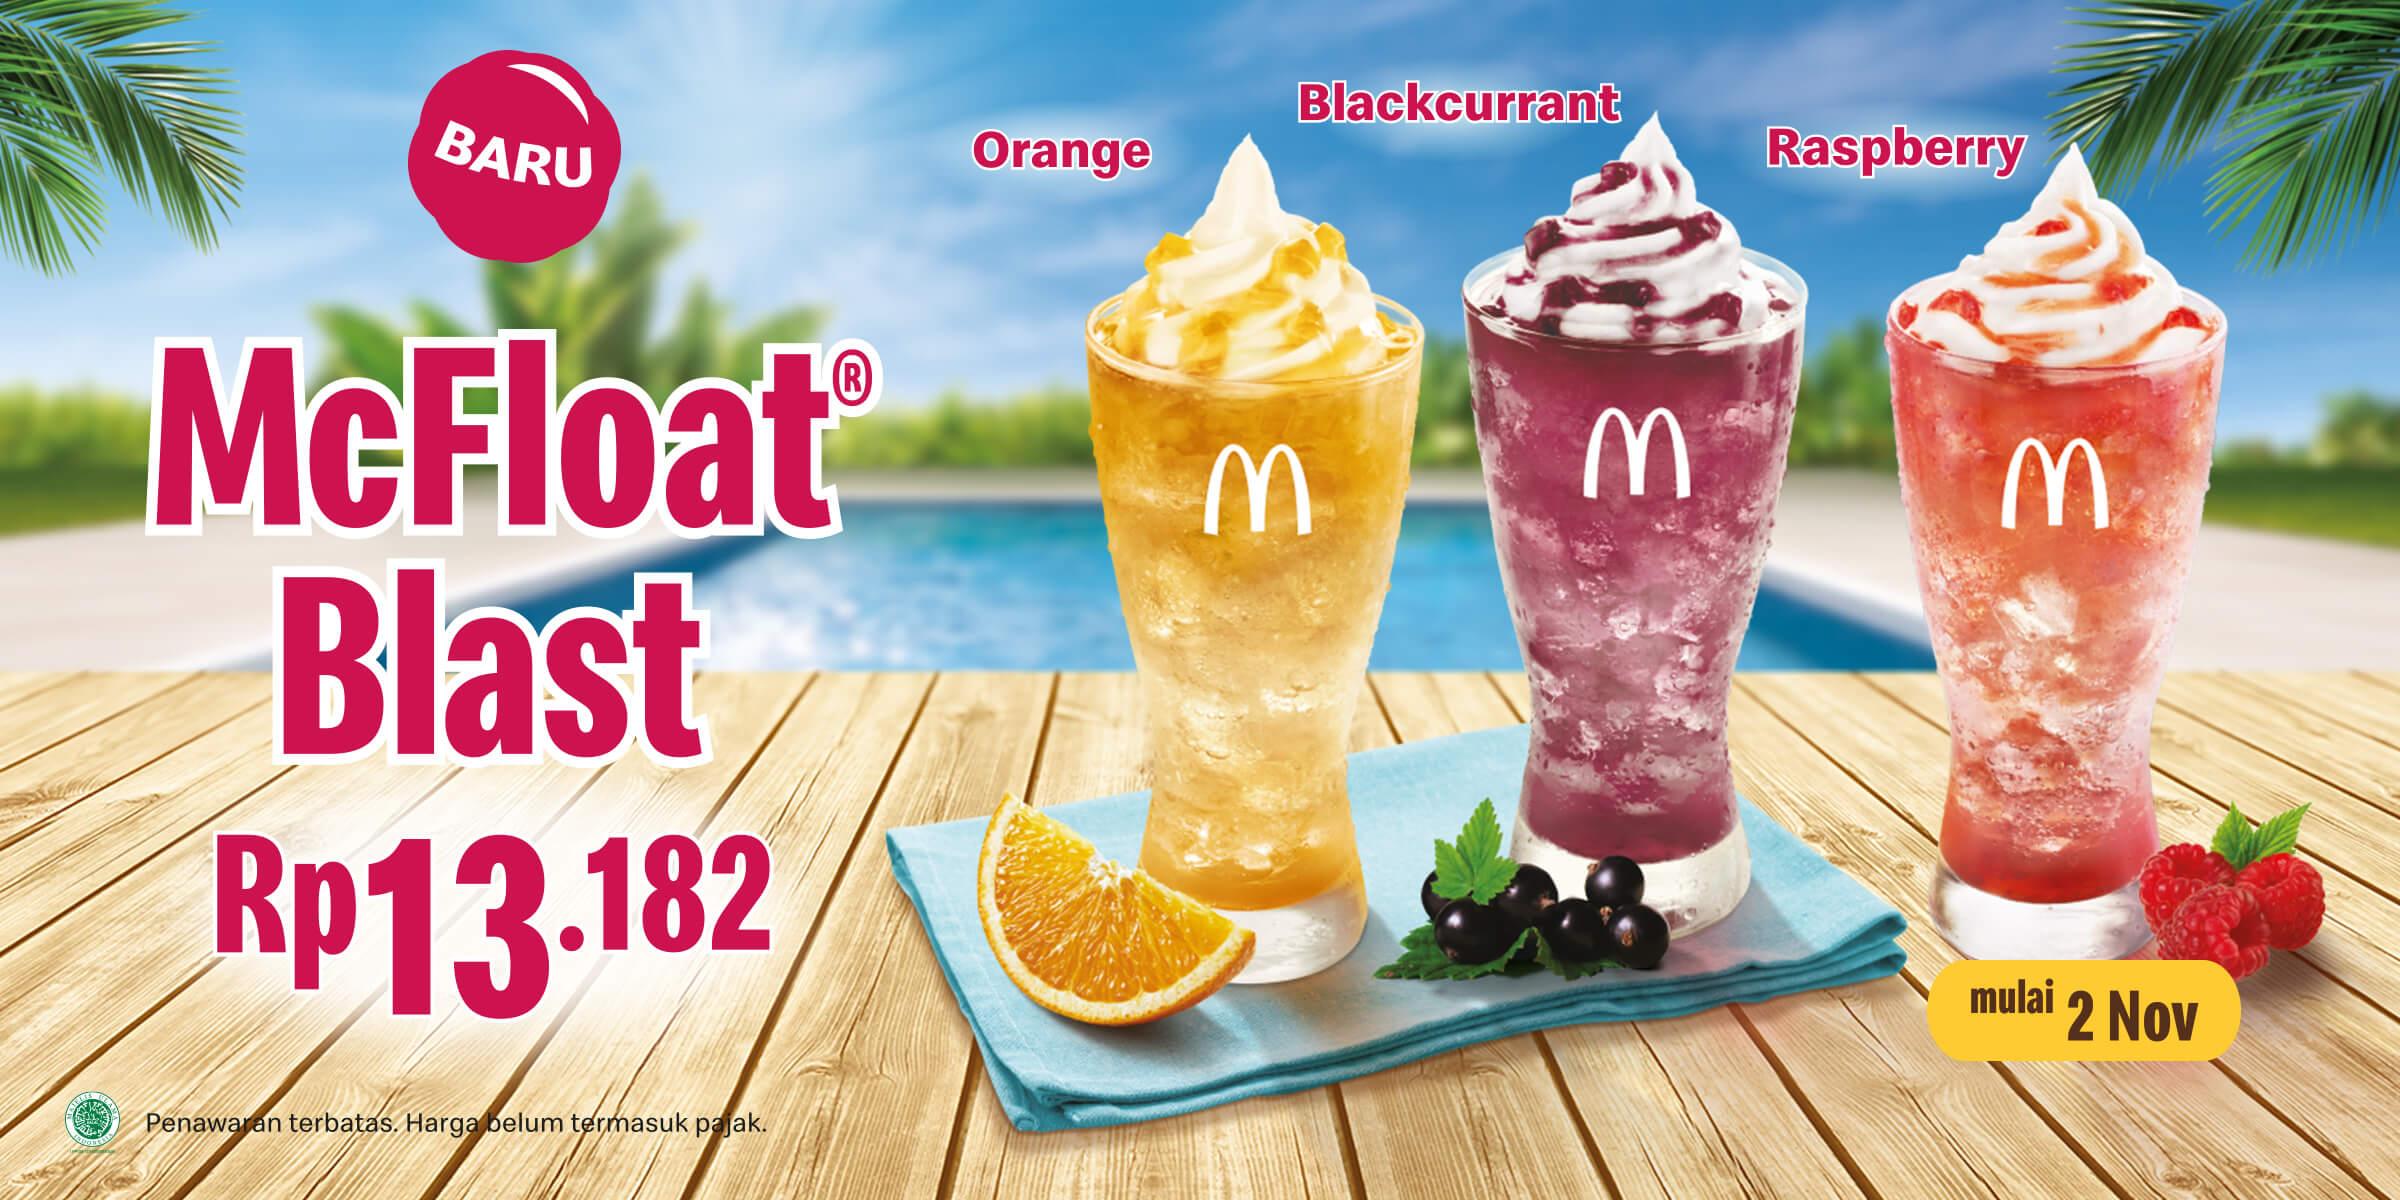 BARU
McFloat®
Blast
Rp13.182
Orange
Blackcurrant
Raspberry
mulai 2 Nov
Penawaran terbatas. Harga belum termasuk pajak.